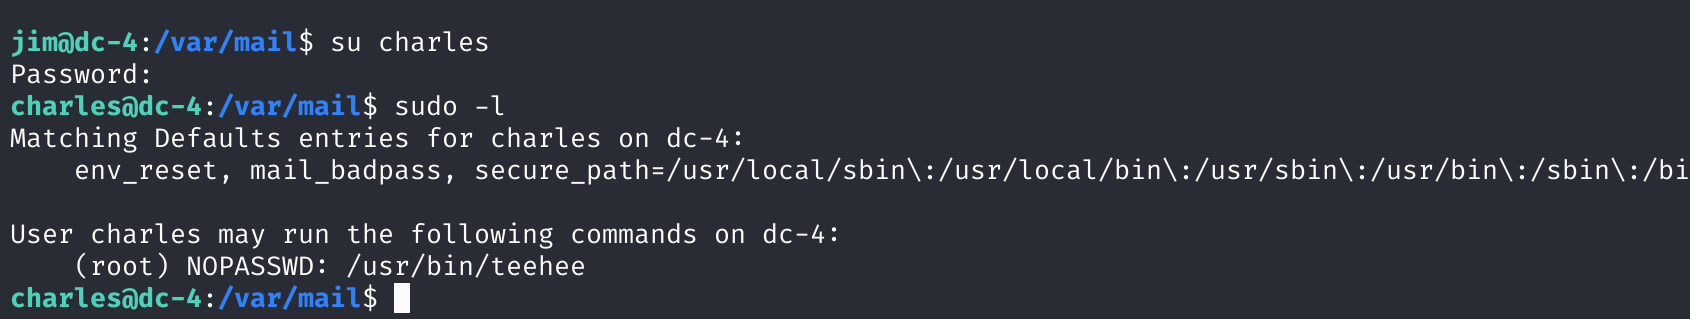 jim@dc-4:/var/mail$ su charles
Password:
charles@dc-4:/var/mail$ sudo -l
Matching Defaults entries for charles on dc-4:
    env_reset, mail_badpass, secure_path=/usr/local/sbin\:/usr/local/bin\:/usr/sbin\:/usr/bin\:/sbin\:/bi
User charles may run the following commands on dc-4:
    (root) NOPASSWD: /usr/bin/teehee
charles@dc-4:/var/mail$